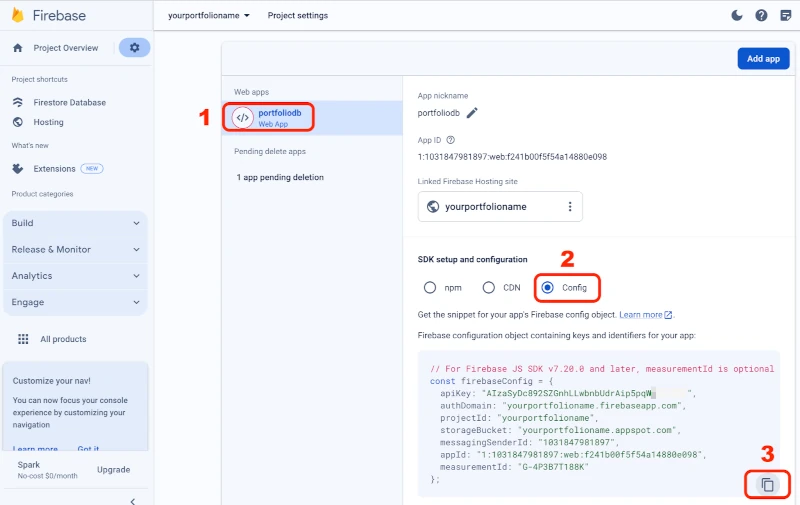 Firebase
yourportfolioname
Project settings
Project Overview
Project shortcuts
Firestore Database
Hosting
What's new
Extensions NEW
Product categories
Build
Release & Monitor
Analytics
Engage
All products
Customize your nav!
You can now focus your
console experience by
customizing your navigation
Learn more Got it
Spark
No-cost $0/month
Upgrade
Add app
Web apps
1
portfoliodb
Web App
Pending delete apps
1 app pending deletion
App nickname
portfoliodb
App ID
1:1031847981897:web:f241b00f5f54a14880e098
Linked Firebase Hosting site
yourportfolioname
SDK setup and configuration
2
npm CDN Config
Get the snippet for your app's Firebase config object. Learn more.
Firebase configuration object containing keys and identifiers for your app:
// For Firebase JS SDK v7.20.0 and later, measurementId is optional
const firebaseConfig = {
apiKey: "AIzaSyDc892SZGnhLLwbnbUdrAip5pqW ",
authDomain: "yourportfolioname.firebaseapp.com",
projectId: "yourportfolioname",
storageBucket: "yourportfolioname.appspot.com",
messagingSenderId: "1031847981897",
appId: "1:1031847981897:web:f241b00f5f54a14880e098",
measurementId: "G-4P3B7T188K"
};
3